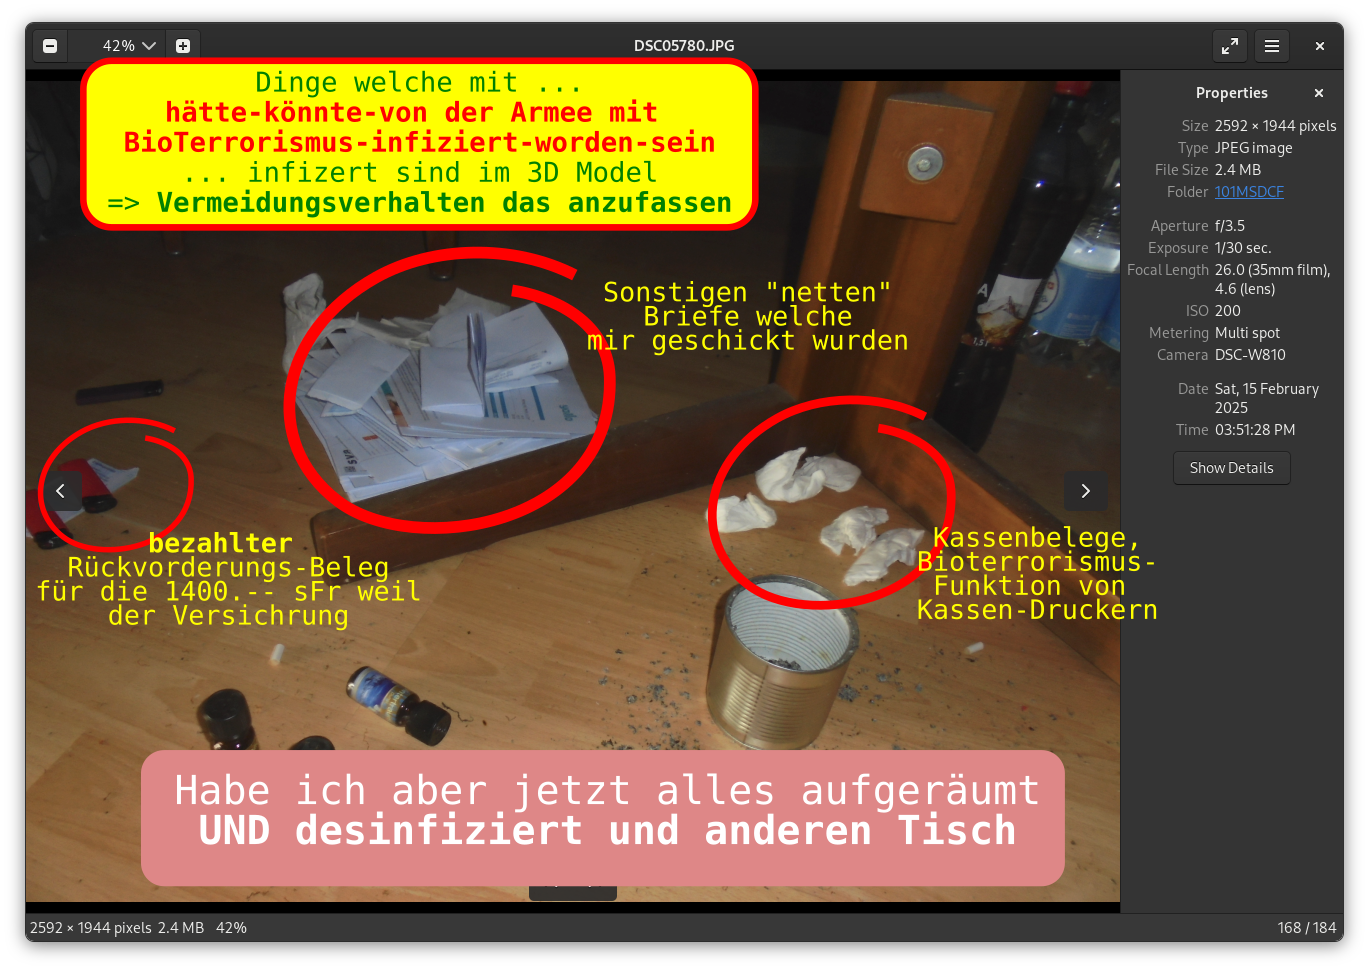 42%
DSC05780.JPG
Dinge welche mit ...
hätte-könnte-von der Armee mit
BioTerrorismus-infiziert-worden-sein
... infizert sind im 3D Model
=> Vermeidungsverhalten das anzufassen
Properties
Size 2592 × 1944 pixels
Type JPEG image
File Size 2.4 MB
Folder 101MSDCF
Aperture f/3.5
Exposure 1/30 sec.
Focal Length 26.0 (35mm film),
4.6 (lens)
ISO 200
Metering Multi spot
Camera DSC-W810
Date Sat, 15 February
2025
Time 03:51:28 PM
Show Details
Sonstigen "netten"
Briefe welche
mir geschickt wurden
1,5 l
bezahlter
Rückvorderungs-Beleg
für die 1400.-- sFr weil
der Versichrung
Kassenbelege,
Bioterrorismus-
Funktion von
Kassen-Druckern
Habe ich aber jetzt alles aufgeräumt
UND desinfiziert und anderen Tisch
2592 × 1944 pixels 2.4 MB 42%
168 / 184